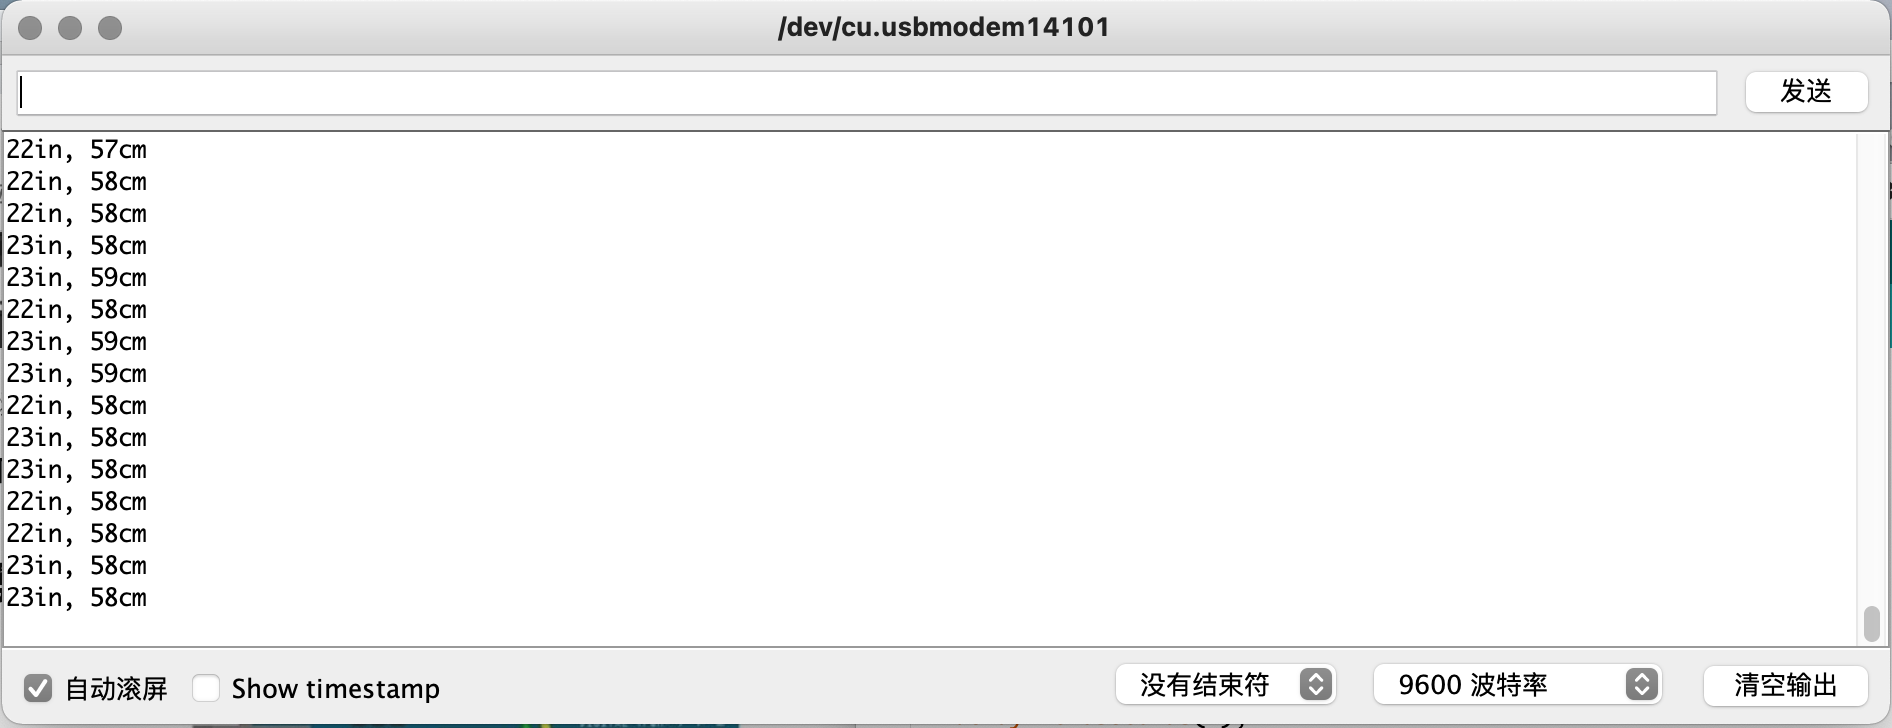 /dev/cu.usbmodem14101
发送
22in, 57cm
22in, 58cm
22in, 58cm
23in, 58cm
23in, 59cm
22in, 58cm
23in, 59cm
23in, 59cm
22in, 58cm
23in, 58cm
23in, 58cm
22in, 58cm
22in, 58cm
23in, 58cm
23in, 58cm
自动滚屏 Show timestamp 没有结束符 9600 波特率 清空输出